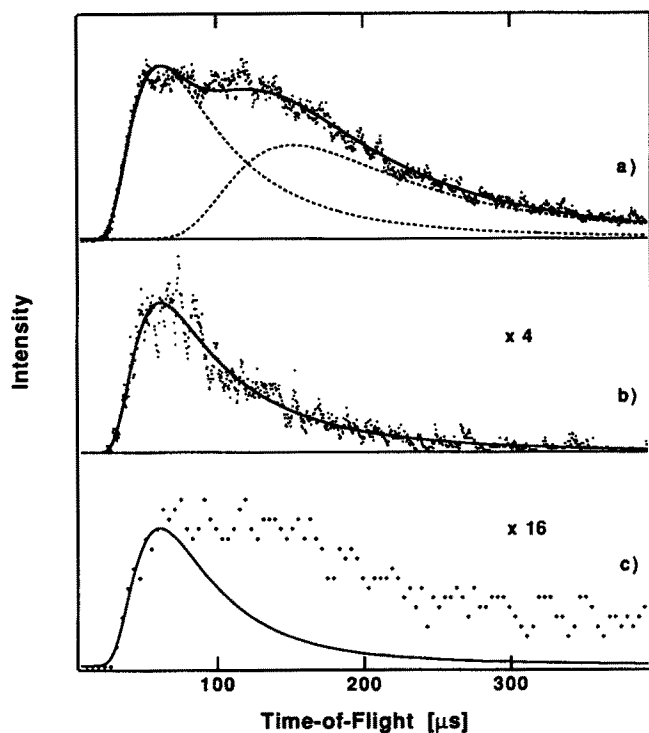 a)
Intensity
x 4
b)
x 16
c)
100 200 300
Time-of-Flight [μs]